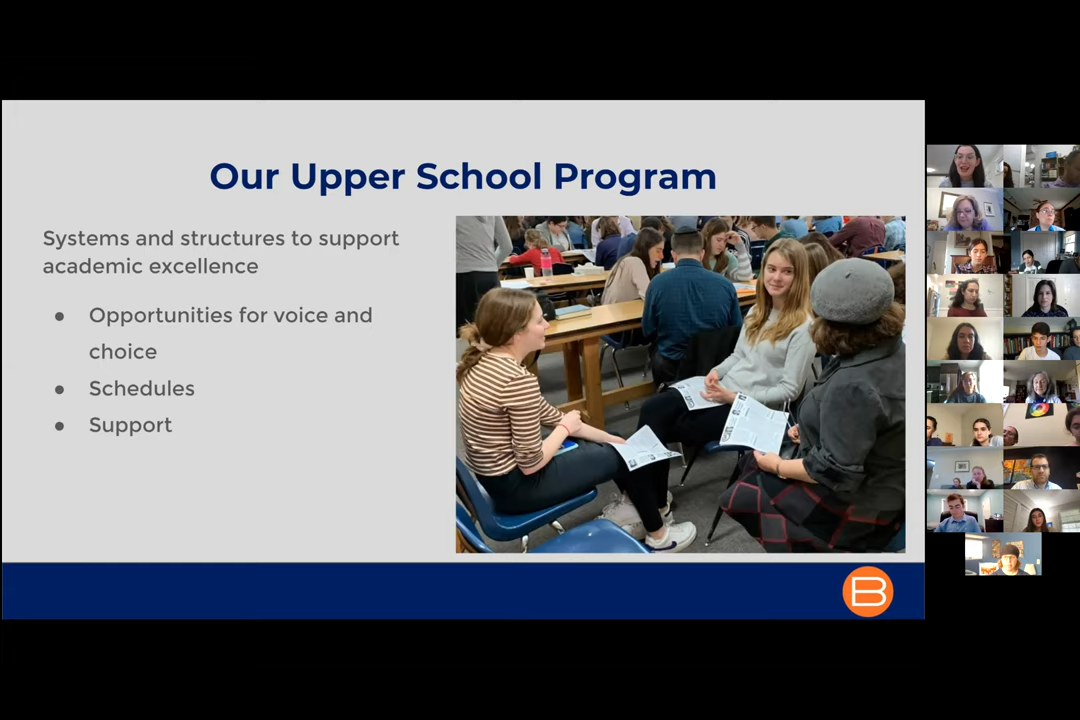 Our Upper School Program
Systems and structures to support
academic excellence
● Opportunities for voice and
choice
● Schedules
● Support
B